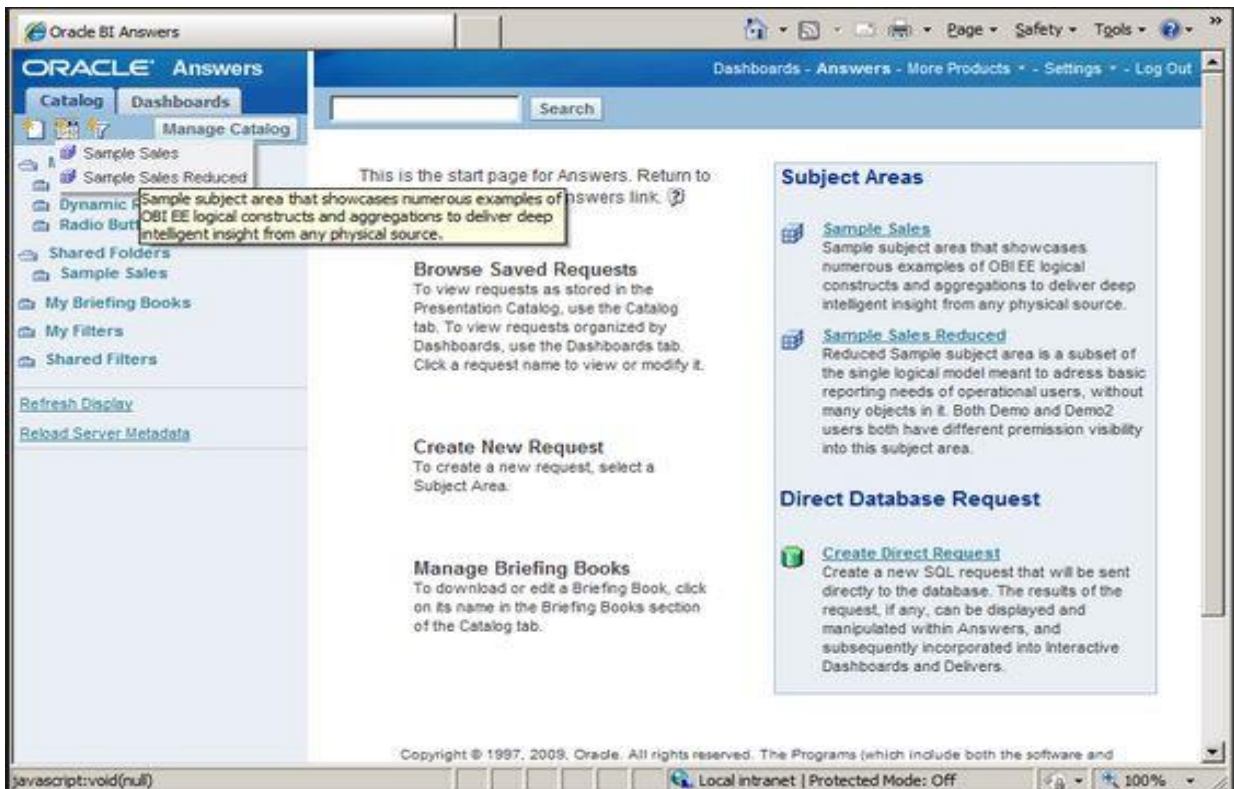 Oracle BI Answers
Page
Safety
Tools
ORACLE Answers
Dashboards - Answers - More Products - Settings - Log Out
Catalog
Dashboards
Search
Manage Catalog
Sample Sales
Sample Sales Reduced
Sample subject area that showcases numerous examples of
OBI EE logical constructs and aggregations to deliver deep
intelligent insight from any physical source.
Dynamic
Radio
Shared Folders
Sample Sales
My Briefing Books
My Filters
Shared Filters
Refresh Display
Reload Server Metadata
This is the start page for Answers. Return to
link.
Browse Saved Requests
To view requests as stored in the
Presentation Catalog, use the Catalog
tab. To view requests organized by
Dashboards, use the Dashboards tab.
Click a request name to view or modify it.
Create New Request
To create a new request, select a
Subject Area.
Manage Briefing Books
To download or edit a Briefing Book, click
on its name in the Briefing Books section
of the Catalog tab.
Subject Areas
Sample Sales
Sample subject area that showcases
numerous examples of OBI EE logical
constructs and aggregations to deliver deep
intelligent insight from any physical source.
Sample Sales Reduced
Reduced Sample subject area is a subset of
the single logical model meant to adress basic
reporting needs of operational users, without
many objects in it. Both Demo and Demo2
users both have different premission visibility
into this subject area.
Direct Database Request
Create Direct Request
Create a new SQL request that will be sent
directly to the database. The results of the
request, if any, can be displayed and
manipulated within Answers, and
subsequently incorporated into Interactive
Dashboards and Delivers.
Copyright © 1997, 2009, Oracle. All rights reserved. The Programs (which include both the software and
javascript:void(null)
Local intranet | Protected Mode: Off
100%